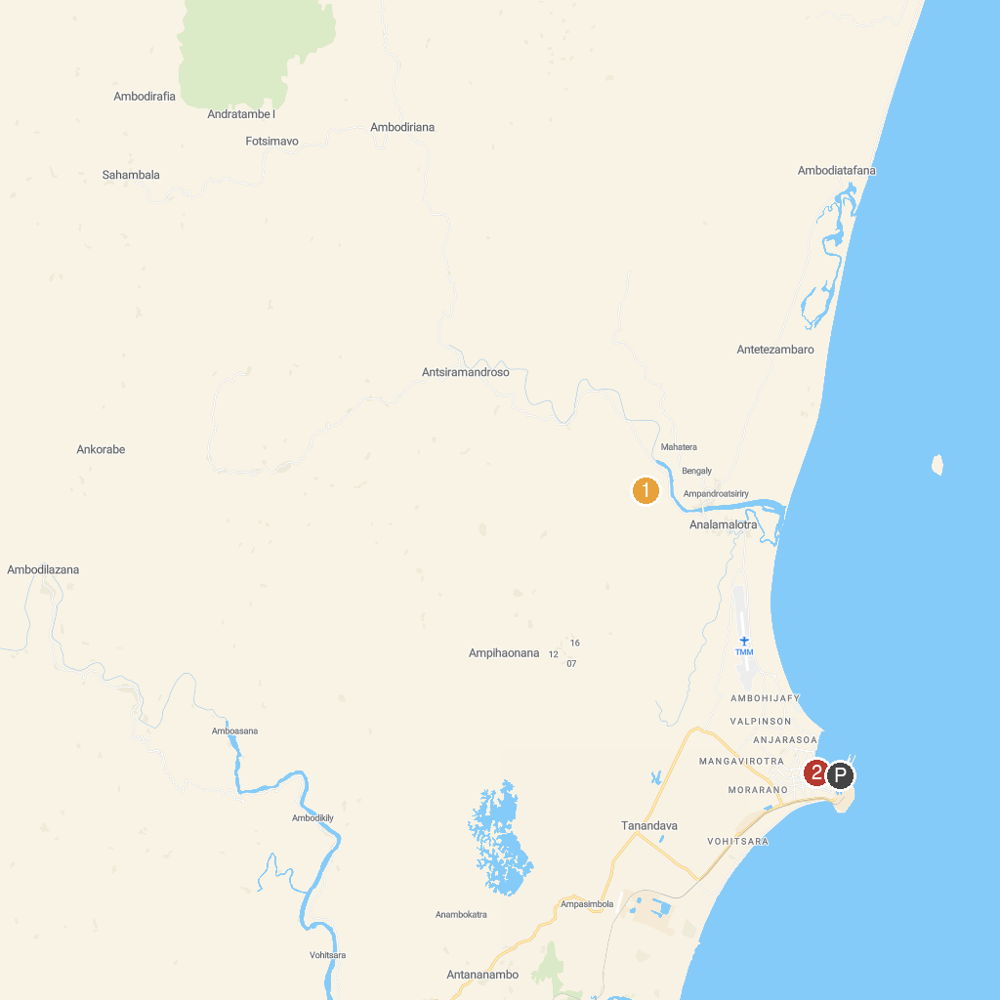 Ambodirafia
Andratambe I
Ambodiriana
Fotsimavo
Sahambala
Ambodiatafana
Antetezambaro
Antsiramandroso
Mahatera
Ankorabe
Bengaly
1
Ampandroatsiriry
Analamalotra
Ambodilazana
16
TMM
Ampihaonana
12
07
AMBOHIJAFY
VALPINSON
Amboasana
ANJARASOA
MANGAVIROTRA
2
P
MORARANO
Ambodikily
Tanandava
VOHITSARA
Ampasimbola
Anambokatra
Vohitsara
Antananambo